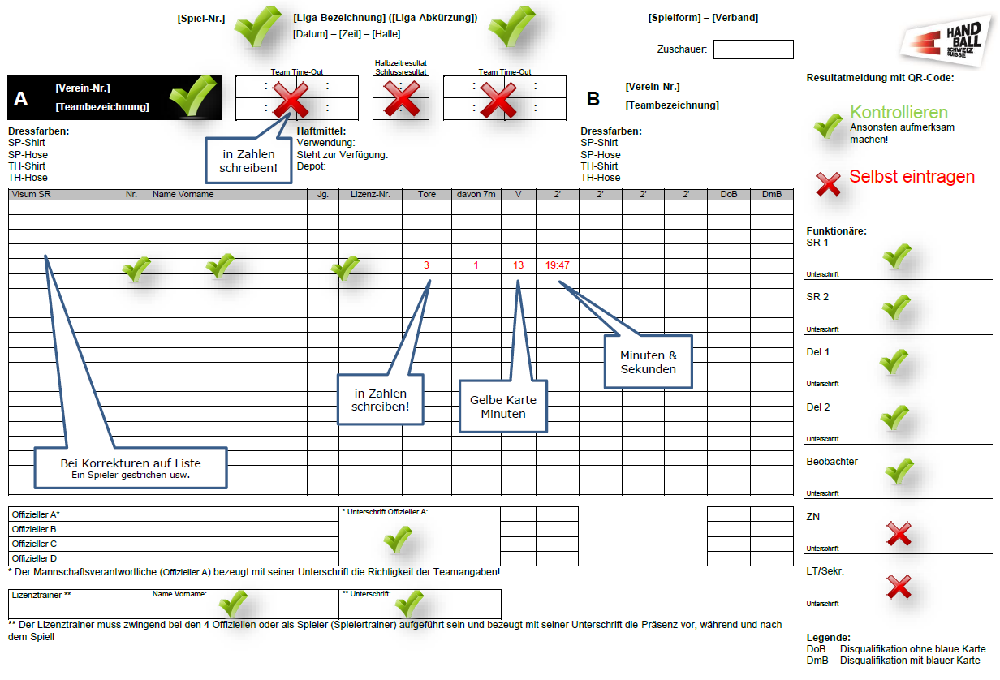 [Spiel-Nr.]
[Liga-Bezeichnung] ([Liga-Abkürzung])
[Datum] – [Zeit] – [Halle]
[Spielform] – [Verband]
Zuschauer:
HAND
BALL
SCHWEIZ
SUISSE
A
[Verein-Nr.]
[Teambezeichnung]
Team Time-Out
: :
: :
Halbzeitresultat
Schlussresultat
:
:
Team Time-Out
: :
: :
B
[Verein-Nr.]
[Teambezeichnung]
Resultatmeldung mit QR-Code:
Kontrollieren
Ansonsten aufmerksam
machen!
Selbst eintragen
Dressfarben:
SP-Shirt
SP-Hose
TH-Shirt
TH-Hose
in Zahlen
schreiben!
Haftmittel:
Verwendung:
Steht zur Verfügung:
Depot:
Dressfarben:
SP-Shirt
SP-Hose
TH-Shirt
TH-Hose
Visum SR Nr. Name Vorname Jg. Lizenz-Nr. Tore davon 7m V 2' 2' 2' 2' DoB DmB
3 1 13 19:47
Minuten &
Sekunden
in Zahlen
schreiben!
Gelbe Karte
Minuten
Bei Korrekturen auf Liste
Ein Spieler gestrichen usw.
Funktionäre:
SR 1
Unterschrift
SR 2
Unterschrift
Del 1
Unterschrift
Del 2
Unterschrift
Beobachter
Unterschrift
ZN
Unterschrift
LT/Sekr.
Unterschrift
Offizieller A*
Offizieller B
Offizieller C
Offizieller D
* Unterschrift Offizieller A:
* Der Mannschaftsverantwortliche (Offizieller A) bezeugt mit seiner Unterschrift die Richtigkeit der Teamangaben!
Lizenztrainer **
Name Vorname:
** Unterschrift:
** Der Lizenztrainer muss zwingend bei den 4 Offiziellen oder als Spieler (Spielertrainer) aufgeführt sein und bezeugt mit seiner Unterschrift die Präsenz vor, während und nach
dem Spiel!
Legende:
DoB Disqualifikation ohne blaue Karte
DmB Disqualifikation mit blauer Karte